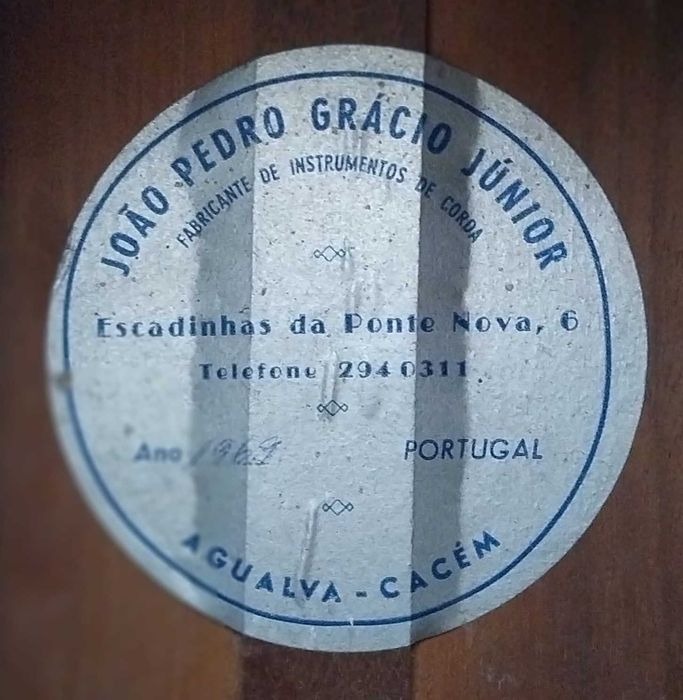 JOÃO PEDRO GRÁCIO JÚNIOR
FABRICANTE DE INSTRUMENTOS DE CORDA
Escadinhas da Ponte Nova, 6
Telefone 294 0311
Ano 1969 PORTUGAL
AGUALVA - CACÉM